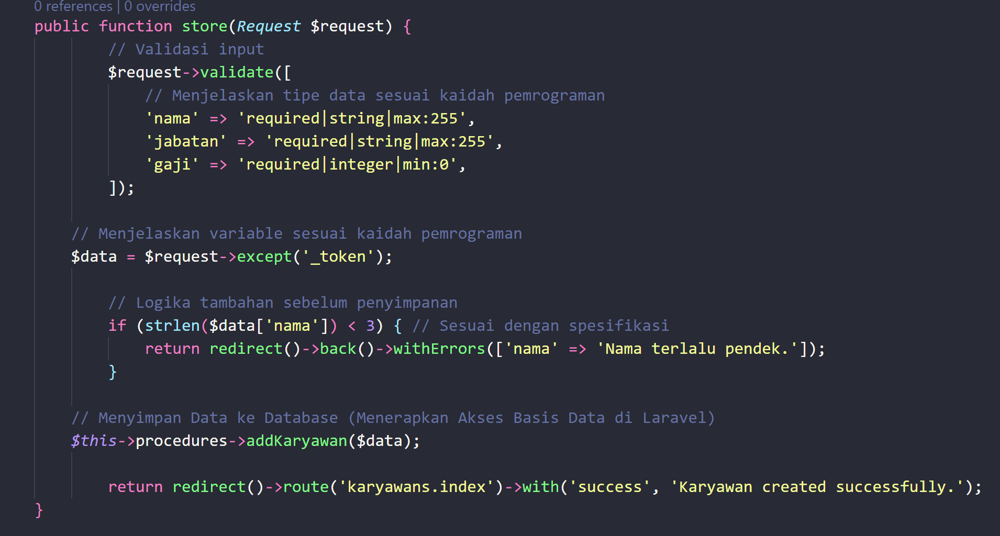 0 references | 0 overrides
public function store(Request $request) {
// Validasi input
$request->validate([
// Menjelaskan tipe data sesuai kaidah pemrograman
'nama' => 'required|string|max:255',
'jabatan' => 'required|string|max:255',
'gaji' => 'required|integer|min:0',
]);
// Menjelaskan variable sesuai kaidah pemrograman
$data = $request->except('_token');
// Logika tambahan sebelum penyimpanan
if (strlen($data['nama']) < 3) { // Sesuai dengan spesifikasi
return redirect()->back()->withErrors(['nama' => 'Nama terlalu pendek.']);
}
// Menyimpan Data ke Database (Menerapkan Akses Basis Data di Laravel)
$this->procedures->addKaryawan($data);
return redirect()->route('karyawans.index')->with('success', 'Karyawan created successfully.');
}